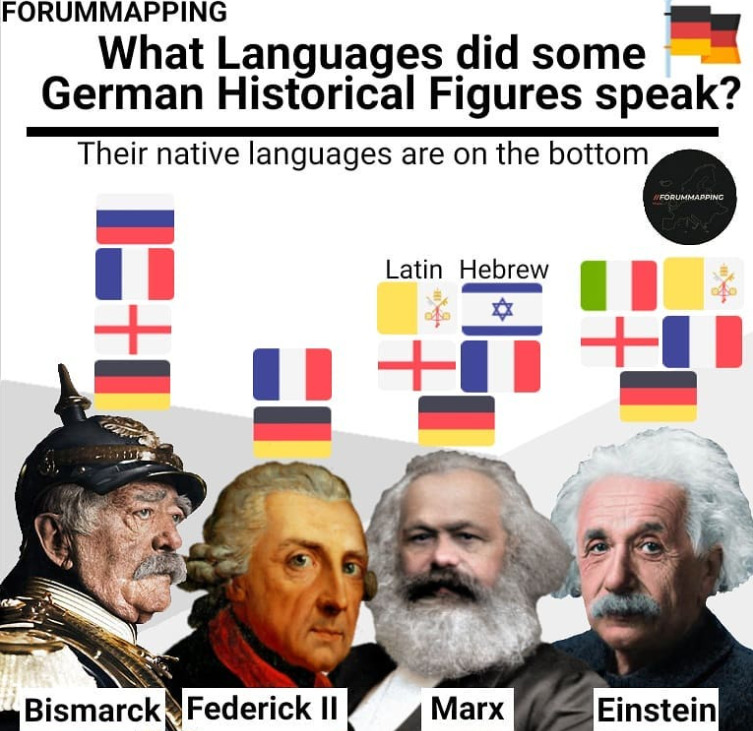 FORUMMAPPING
What Languages did some
German Historical Figures speak?
Their native languages are on the bottom
#FORUMMAPPING
Latin Hebrew
Bismarck
Federick II
Marx
Einstein